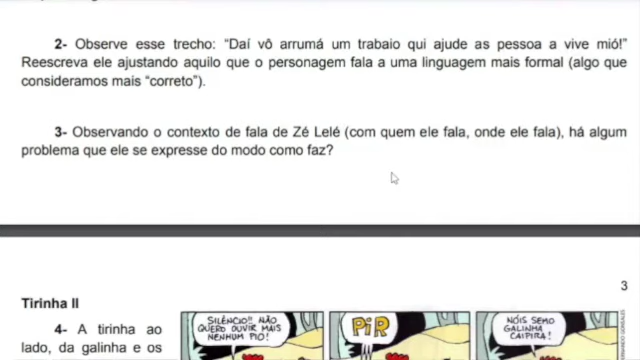 2- Observe esse trecho: “Daí vô arrumá um trabaio qui ajude as pessoa a vive mió!”
Reescreva ele ajustando aquilo que o personagem fala a uma linguagem mais formal (algo que
consideramos mais “correto”).
3- Observando o contexto de fala de Zé Lelé (com quem ele fala, onde ele fala), há algum
problema que ele se expresse do modo como faz?
3
Tirinha II
4- A tirinha ao
lado, da galinha e os
SILÊNCIO!! NÃO
QUERO OUVIR MAIS
NENHUM PIO!
PiR
NÓIS SEMO
GALINHA
CAIPIRA!